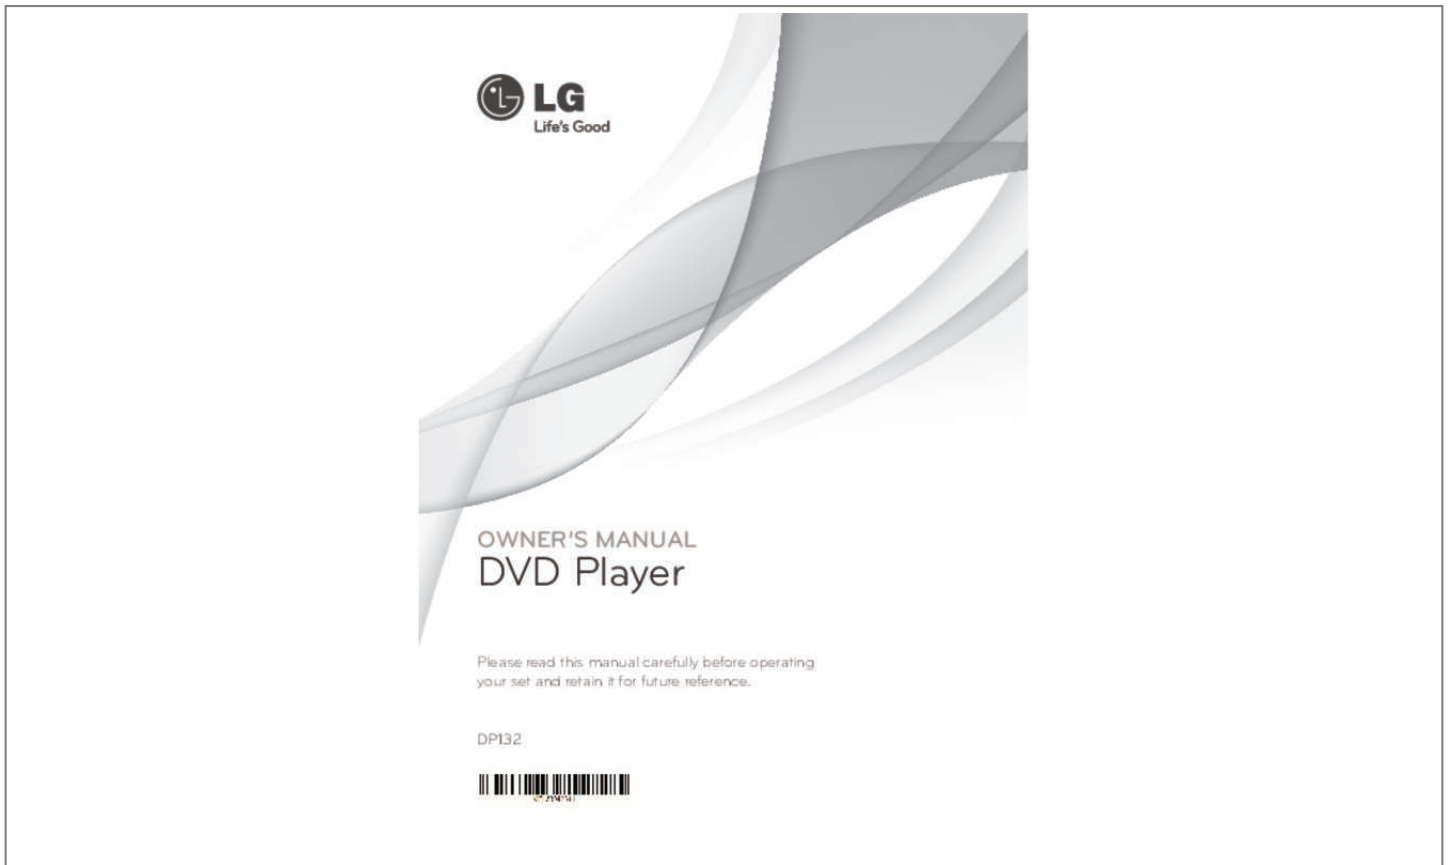 LG
Life's Good
OWNER'S MANUAL
DVD Player
Please read this manual carefully before operating
your set and retain it for future reference.
DP132